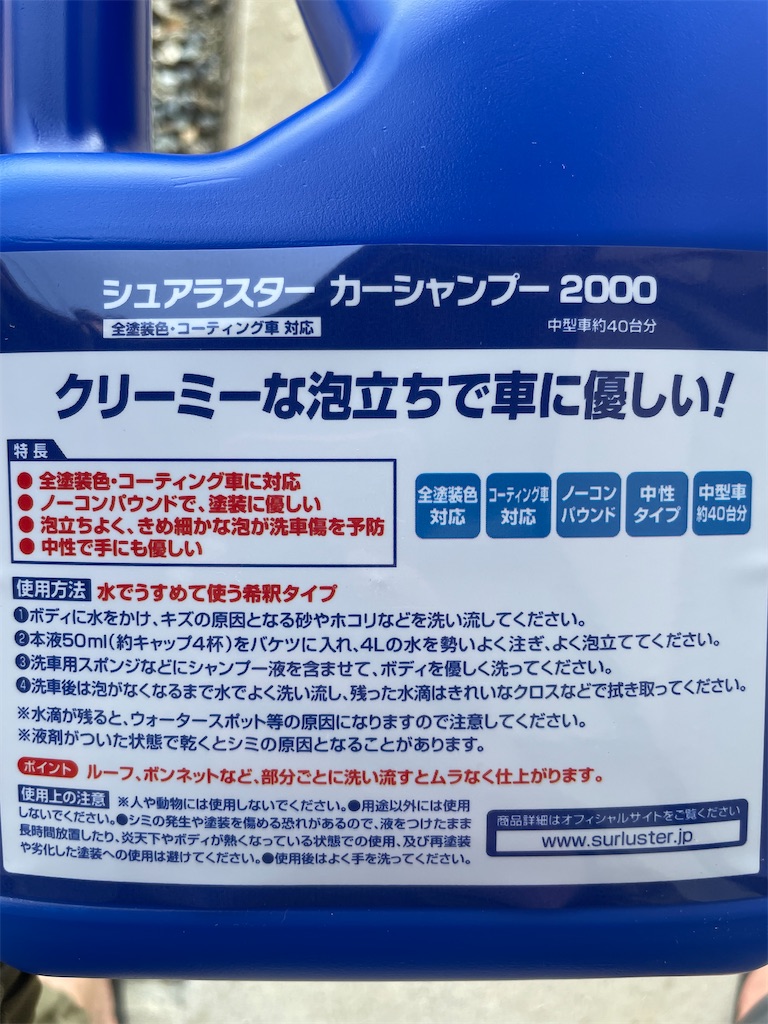 シュアラスター カーシャンプー 2000
全塗装色・コーティング車 対応
中型車約40台分
クリーミーな泡立ちで車に優しい!
特長
●全塗装色・コーティング車に対応
●ノーコンパウンドで、塗装に優しい
●泡立ちよく、きめ細かな泡が洗車傷を予防
●中性で手にも優しい
全塗装色
対応
コーティング車
対応
ノーコン
パウンド
中性
タイプ
中型車
約40台分
使用方法 水でうすめて使う希釈タイプ
❶ボディに水をかけ、キズの原因となる砂やホコリなどを洗い流してください。
❷本液50ml(約キャップ4杯)をバケツに入れ、4Lの水を勢いよく注ぎ、よく泡立ててください。
❸洗車用スポンジなどにシャンプー液を含ませて、ボディを優しく洗ってください。
❹洗車後は泡がなくなるまで水でよく洗い流し、残った水滴はきれいなクロスなどで拭き取ってください。
※水滴が残ると、ウォータースポット等の原因になりますので注意してください。
※液剤がついた状態で乾くとシミの原因となることがあります。
ポイント ルーフ、ボンネットなど、部分ごとに洗い流すとムラなく仕上がります。
使用上の注意 ※人や動物には使用しないでください。●用途以外には使用
しないでください。●シミの発生や塗装を傷める恐れがあるので、液をつけたまま
長時間放置したり、炎天下やボディが熱くなっている状態での使用、及び再塗装
や劣化した塗装への使用は避けてください。●使用後はよく手を洗ってください。
商品詳細はオフィシャルサイトをご覧ください
www.surluster.jp